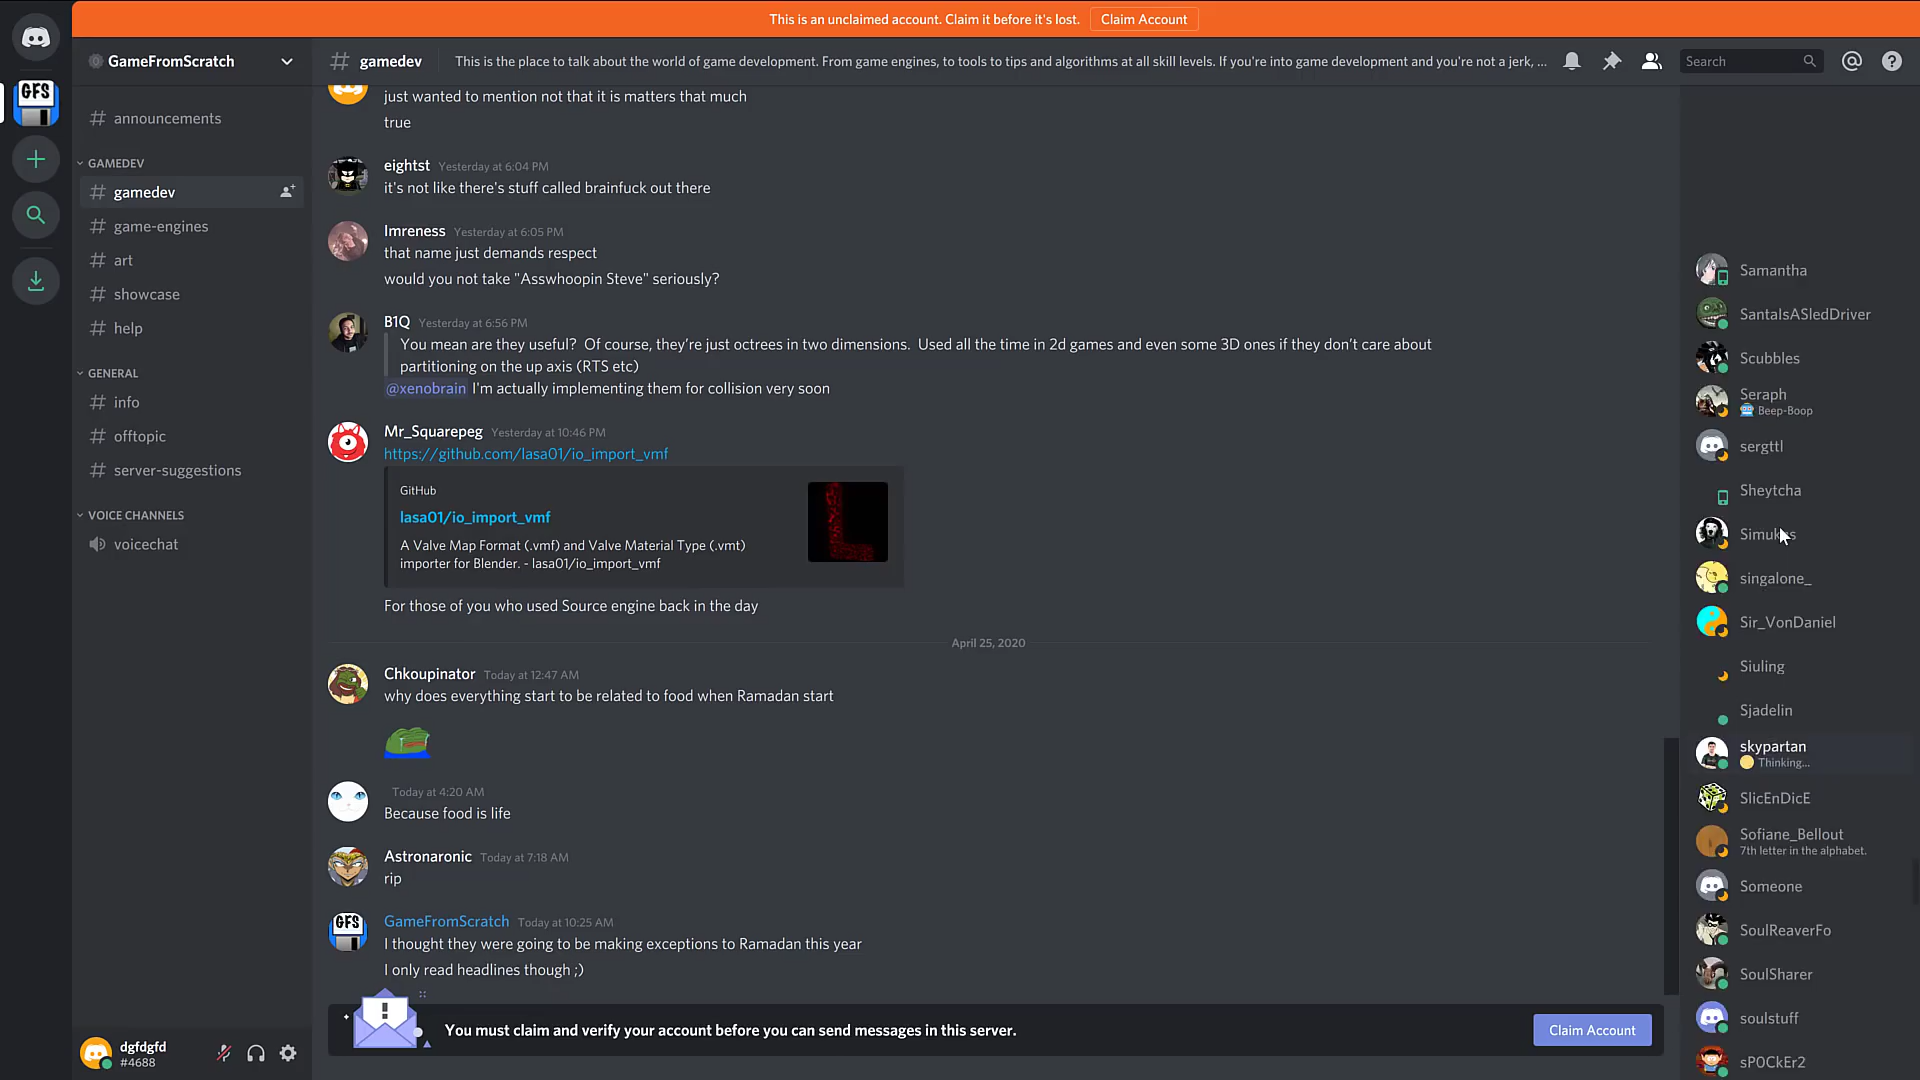 This is an unclaimed account. Claim it before it's lost.
Claim Account
GFS
GameFromScratch
# announcements
GAMEDEV
# gamedev
# game-engines
# art
# showcase
# help
GENERAL
# info
# offtopic
# server-suggestions
VOICE CHANNELS
voicechat
dgfdgfd
#4688
# gamedev
This is the place to talk about the world of game development. From game engines, to tools to tips and algorithms at all skill levels. If you're into game development and you're not a jerk, ...
Search
just wanted to mention not that it is matters that much
true
eightst Yesterday at 6:04 PM
it's not like there's stuff called brainfuck out there
Imreness Yesterday at 6:05 PM
that name just demands respect
would you not take "Asswhoopin Steve" seriously?
B1Q Yesterday at 6:56 PM
You mean are they useful? Of course, they're just octrees in two dimensions. Used all the time in 2d games and even some 3D ones if they don't care about
partitioning on the up axis (RTS etc)
@xenobrain I'm actually implementing them for collision very soon
Mr_Squarepeg Yesterday at 10:46 PM
https://github.com/lasa01/io_import_vmf
GitHub
lasa01/io_import_vmf
A Valve Map Format (.vmf) and Valve Material Type (.vmt)
importer for Blender. - lasa01/io_import_vmf
For those of you who used Source engine back in the day
April 25, 2020
Chkoupinator Today at 12:47 AM
why does everything start to be related to food when Ramadan start
Today at 4:20 AM
Because food is life
Astronaronic Today at 7:18 AM
rip
GFS
GameFromScratch Today at 10:25 AM
I thought they were going to be making exceptions to Ramadan this year
I only read headlines though ;)
You must claim and verify your account before you can send messages in this server.
Claim Account
Samantha
SantaIsASledDriver
Scubbles
Seraph
Beep-Boop
sergttl
Sheytcha
singalone_
Sir_VonDaniel
Siuling
Sjadelin
skypartan
Thinking...
SlicEnDicE
Sofiane_Bellout
7th letter in the alphabet.
Someone
SoulReaverFo
SoulSharer
soulstuff
sP0CkEr2